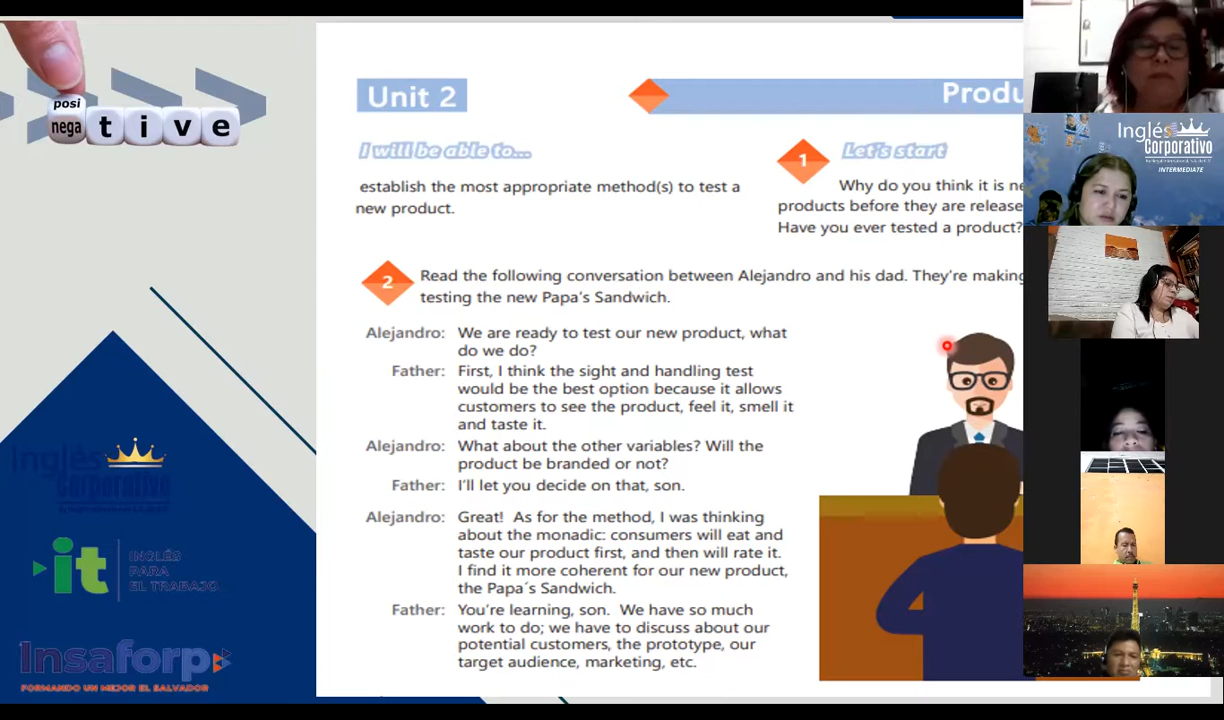 posi
nega t i v e
Unit 2
Produ
I will be able to...
establish the most appropriate method(s) to test a
new product.
1
Let's start
Why do you think it is ne
products before they are release
Have you ever tested a product?
2
Read the following conversation between Alejandro and his dad. They're making
testing the new Papa's Sandwich.
Alejandro: We are ready to test our new product, what
do we do?
Father: First, I think the sight and handling test
would be the best option because it allows
customers to see the product, feel it, smell it
and taste it.
Alejandro: What about the other variables? Will the
product be branded or not?
Father: I'll let you decide on that, son.
Alejandro: Great! As for the method, I was thinking
about the monadic: consumers will eat and
taste our product first, and then will rate it.
I find it more coherent for our new product,
the Papa´s Sandwich.
Father: You're learning, son. We have so much
work to do; we have to discuss about our
potential customers, the prototype, our
target audience, marketing, etc.
Inglés
Corporativo
it
INGLÉS
PARA
EL TRABAJO
Insaforp
FORMANDO UN MEJOR EL SALVADOR
Inglés
Corporativo
INTERMEDIATE